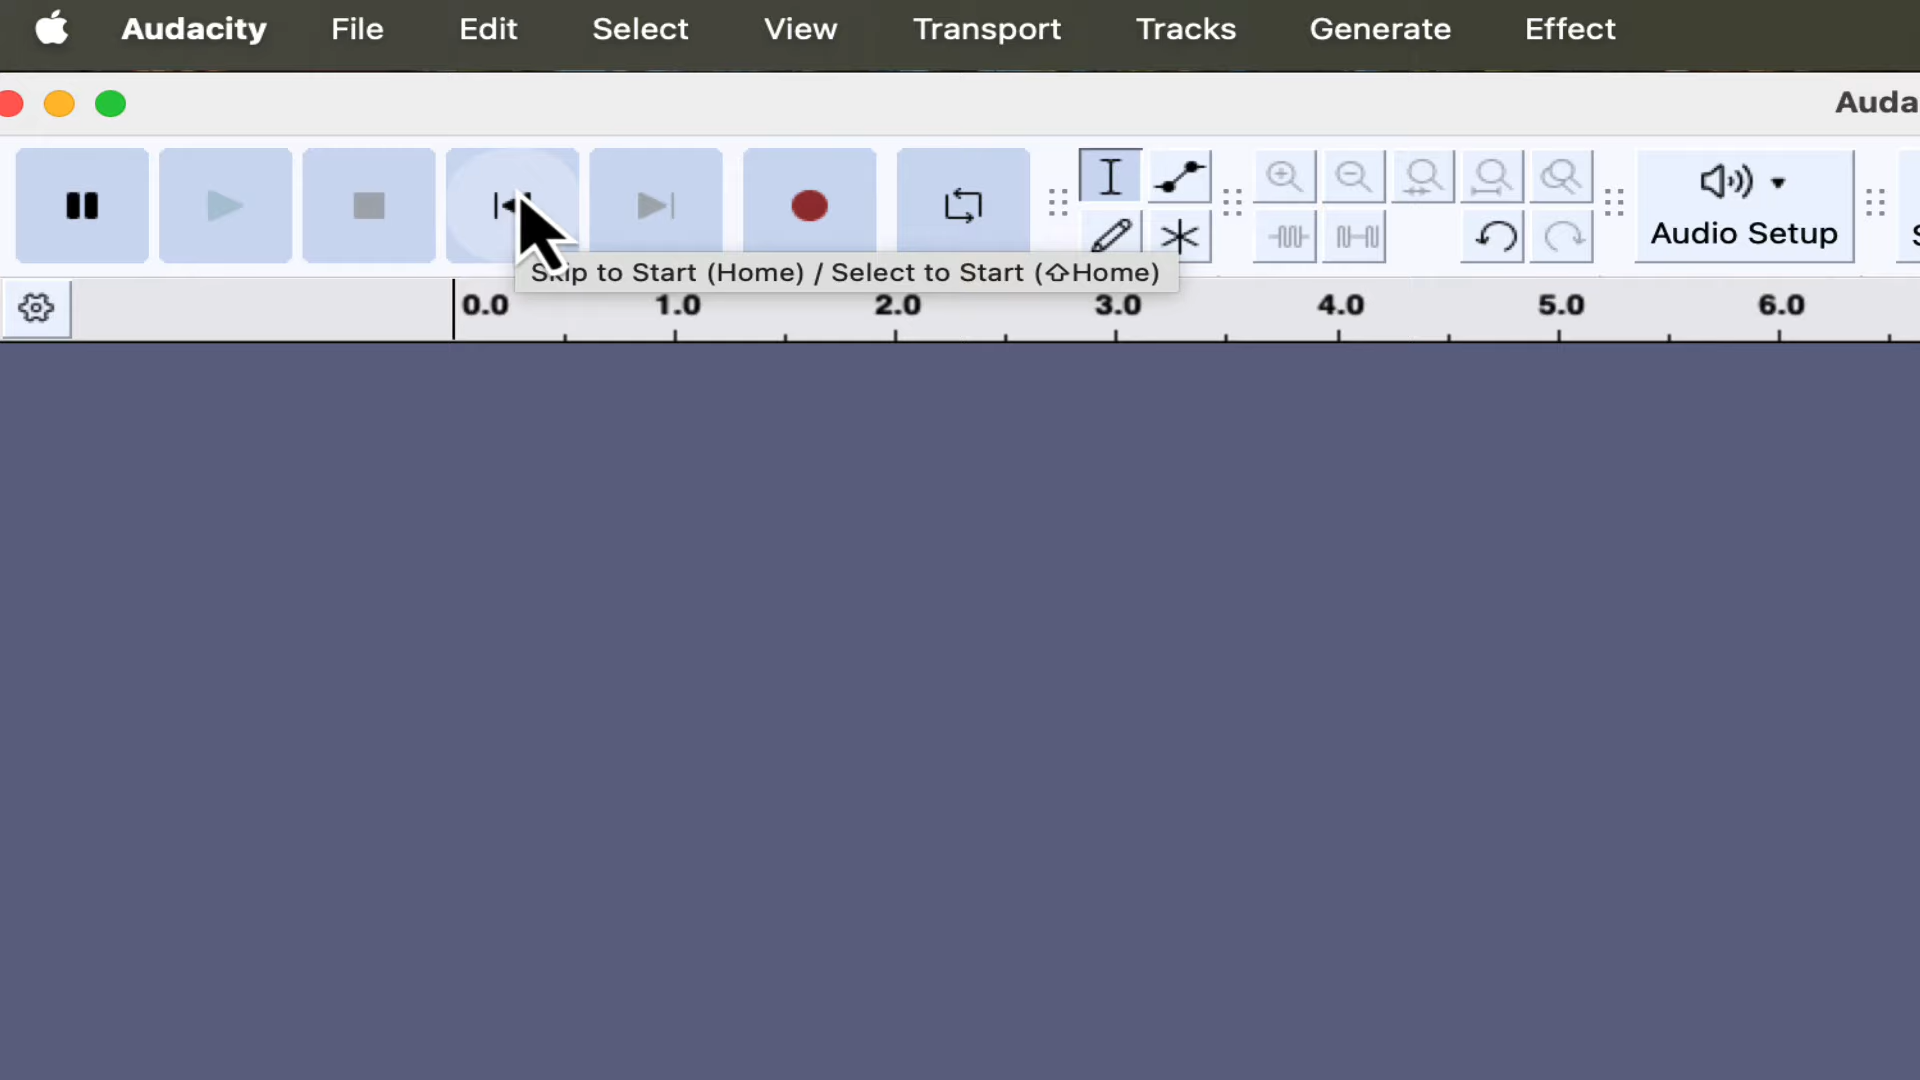 Audacity File Edit Select View Transport Tracks Generate Effect
Auda
Audio Setup
Skip to Start (Home) / Select to Start (⇧Home)
0.0 1.0 2.0 3.0 4.0 5.0 6.0